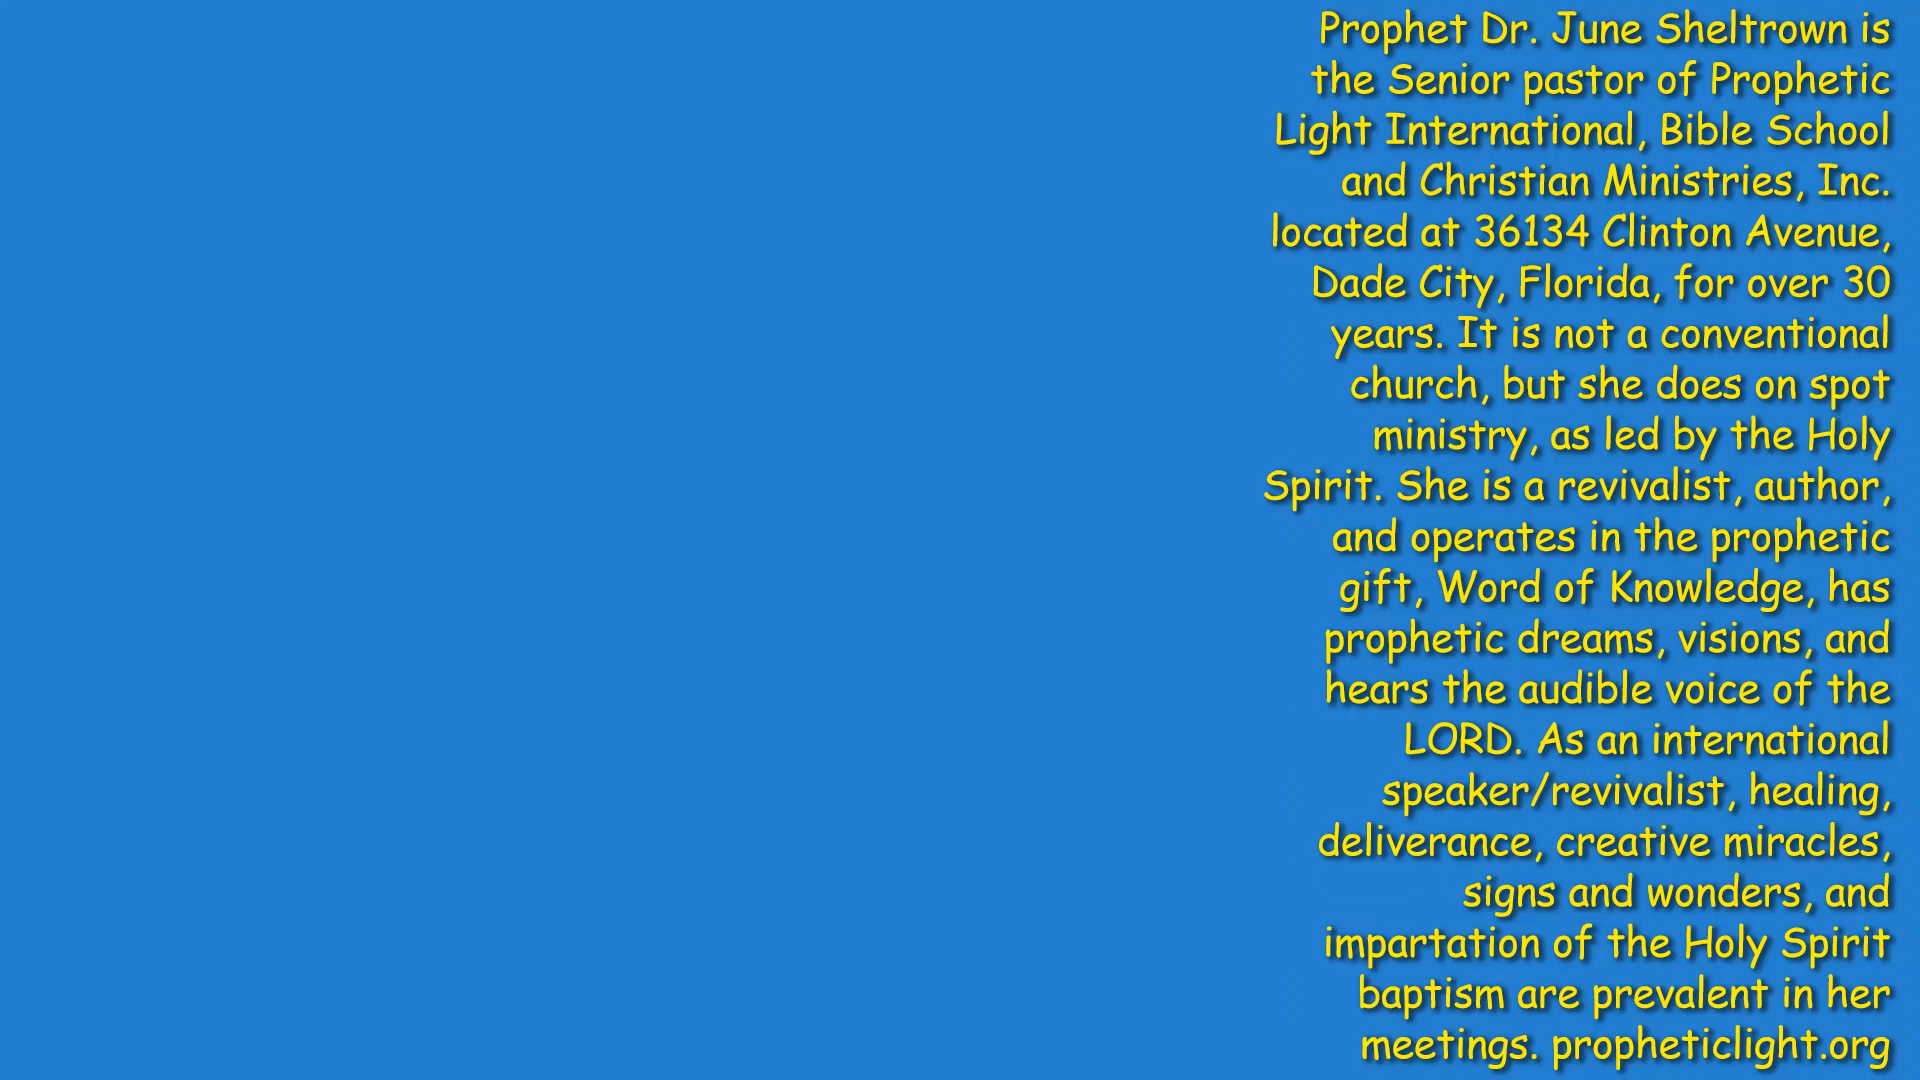 Prophet Dr. June Sheltrown is
the Senior pastor of Prophetic
Light International, Bible School
and Christian Ministries, Inc.
located at 36134 Clinton Avenue,
Dade City, Florida, for over 30
years. It is not a conventional
church, but she does on spot
ministry, as led by the Holy
Spirit. She is a revivalist, author,
and operates in the prophetic
gift, Word of Knowledge, has
prophetic dreams, visions, and
hears the audible voice of the
LORD. As an international
speaker/revivalist, healing,
deliverance, creative miracles,
signs and wonders, and
impartation of the Holy Spirit
baptism are prevalent in her
meetings. propheticlight.org